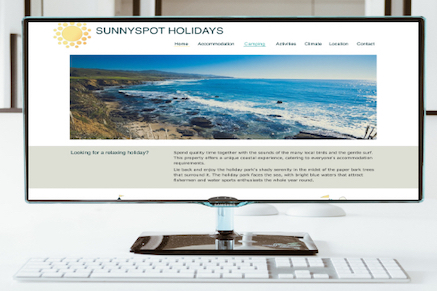 SUNNYSPOT HOLIDAYS
Home Accommodation Camping Activities Climate Location Contact
Looking for a relaxing holiday?
Spend quality time together with the sounds of the many local birds and the gentle surf.
This property offers a unique coastal experience, catering to everyone's accommodation
requirements.
Lie back and enjoy the holiday park's shady serenity in the midst of the paper bark trees
that surround it. The holiday park faces the sea, with bright blue waters that attend
fishermen and water sports enthusiasts the whole year round.
SAMSUNG